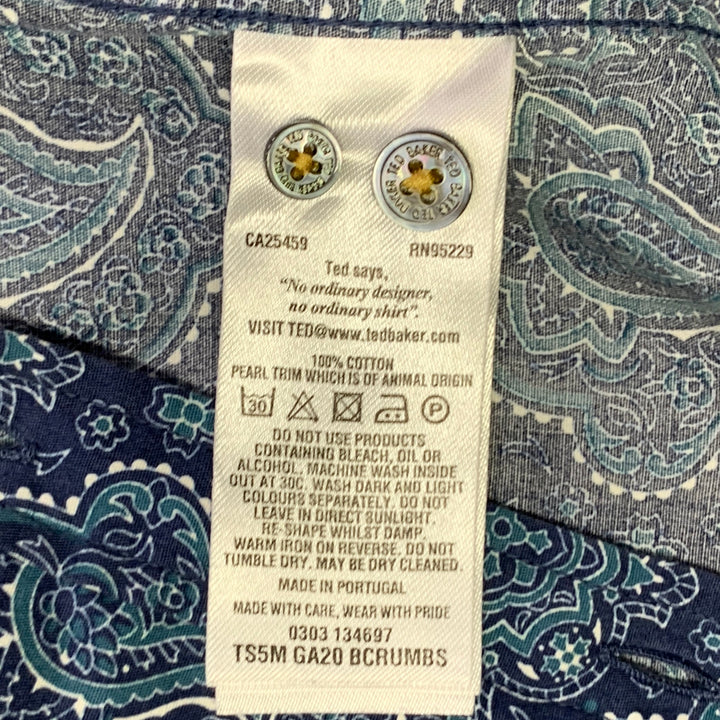 TED BAKER TED BAKER
CA25459 RN95229
Ted says,
"No ordinary designer,
no ordinary shirt".
VISIT TED@www.tedbaker.com
100% COTTON
PEARL TRIM WHICH IS OF ANIMAL ORIGIN
30 P
DO NOT USE PRODUCTS
CONTAINING BLEACH, OIL OR
ALCOHOL. MACHINE WASH INSIDE
OUT AT 30C. WASH DARK AND LIGHT
COLOURS SEPARATELY. DO NOT
LEAVE IN DIRECT SUNLIGHT.
RE-SHAPE WHILST DAMP.
WARM IRON ON REVERSE. DO NOT
TUMBLE DRY. MAY BE DRY CLEANED.
MADE IN PORTUGAL
MADE WITH CARE, WEAR WITH PRIDE
0303 134697
TS5M GA20 BCRUMBS